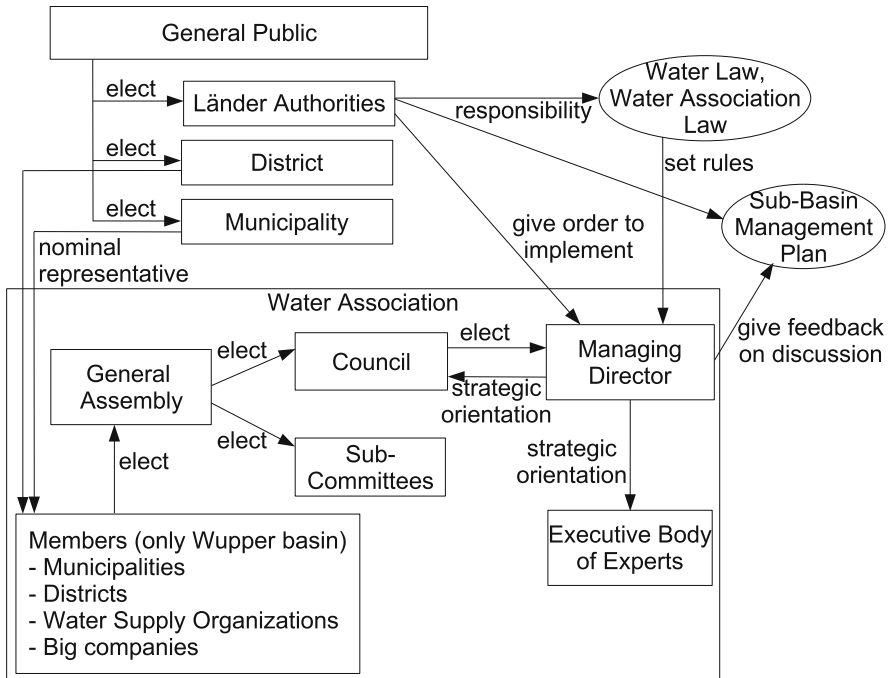 General Public
elect
Länder Authorities
responsibility
Water Law,
Water Association
Law
elect
District
set rules
elect
Municipality
Sub-Basin
Management
Plan
nominal
representative
give order to
implement
Water Association
give feedback
on discussion
General
Assembly
elect
Council
elect
Managing
Director
strategic
orientation
elect
Sub-
Committees
elect
strategic
orientation
Members (only Wupper basin)
- Municipalities
- Districts
- Water Supply Organizations
- Big companies
Executive Body
of Experts